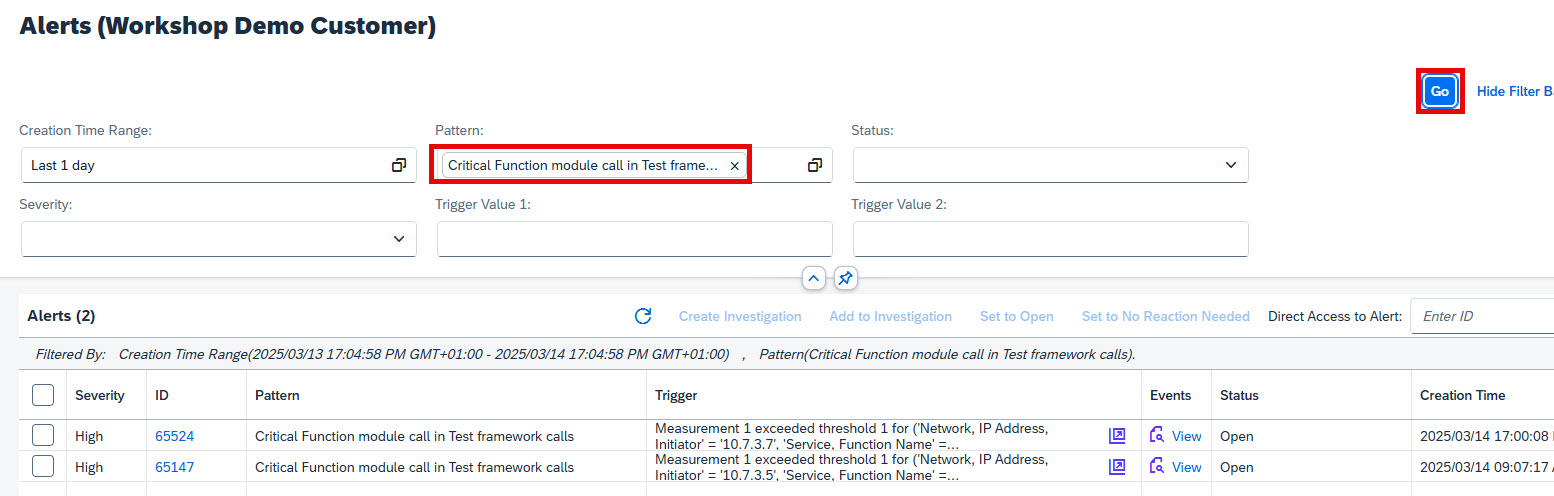 Alerts (Workshop Demo Customer)
Go Hide Filter B
Creation Time Range: Pattern: Status:
Last 1 day Critical Function module call in Test frame...
Severity: Trigger Value 1: Trigger Value 2:
Alerts (2) Create Investigation Add to Investigation Set to Open Set to No Reaction Needed Direct Access to Alert: Enter ID
Filtered By: Creation Time Range(2025/03/13 17:04:58 PM GMT+01:00 - 2025/03/14 17:04:58 PM GMT+01:00) , Pattern(Critical Function module call in Test framework calls).
Severity ID Pattern Trigger Events Status Creation Time
High 65524 Critical Function module call in Test framework calls Measurement 1 exceeded threshold 1 for ('Network, IP Address, View Open 2025/03/14 17:00:08
Initiator' = '10.7.3.7', 'Service, Function Name' =...
High 65147 Critical Function module call in Test framework calls Measurement 1 exceeded threshold 1 for ('Network, IP Address, View Open 2025/03/14 09:07:17
Initiator' = '10.7.3.5', 'Service, Function Name' =...